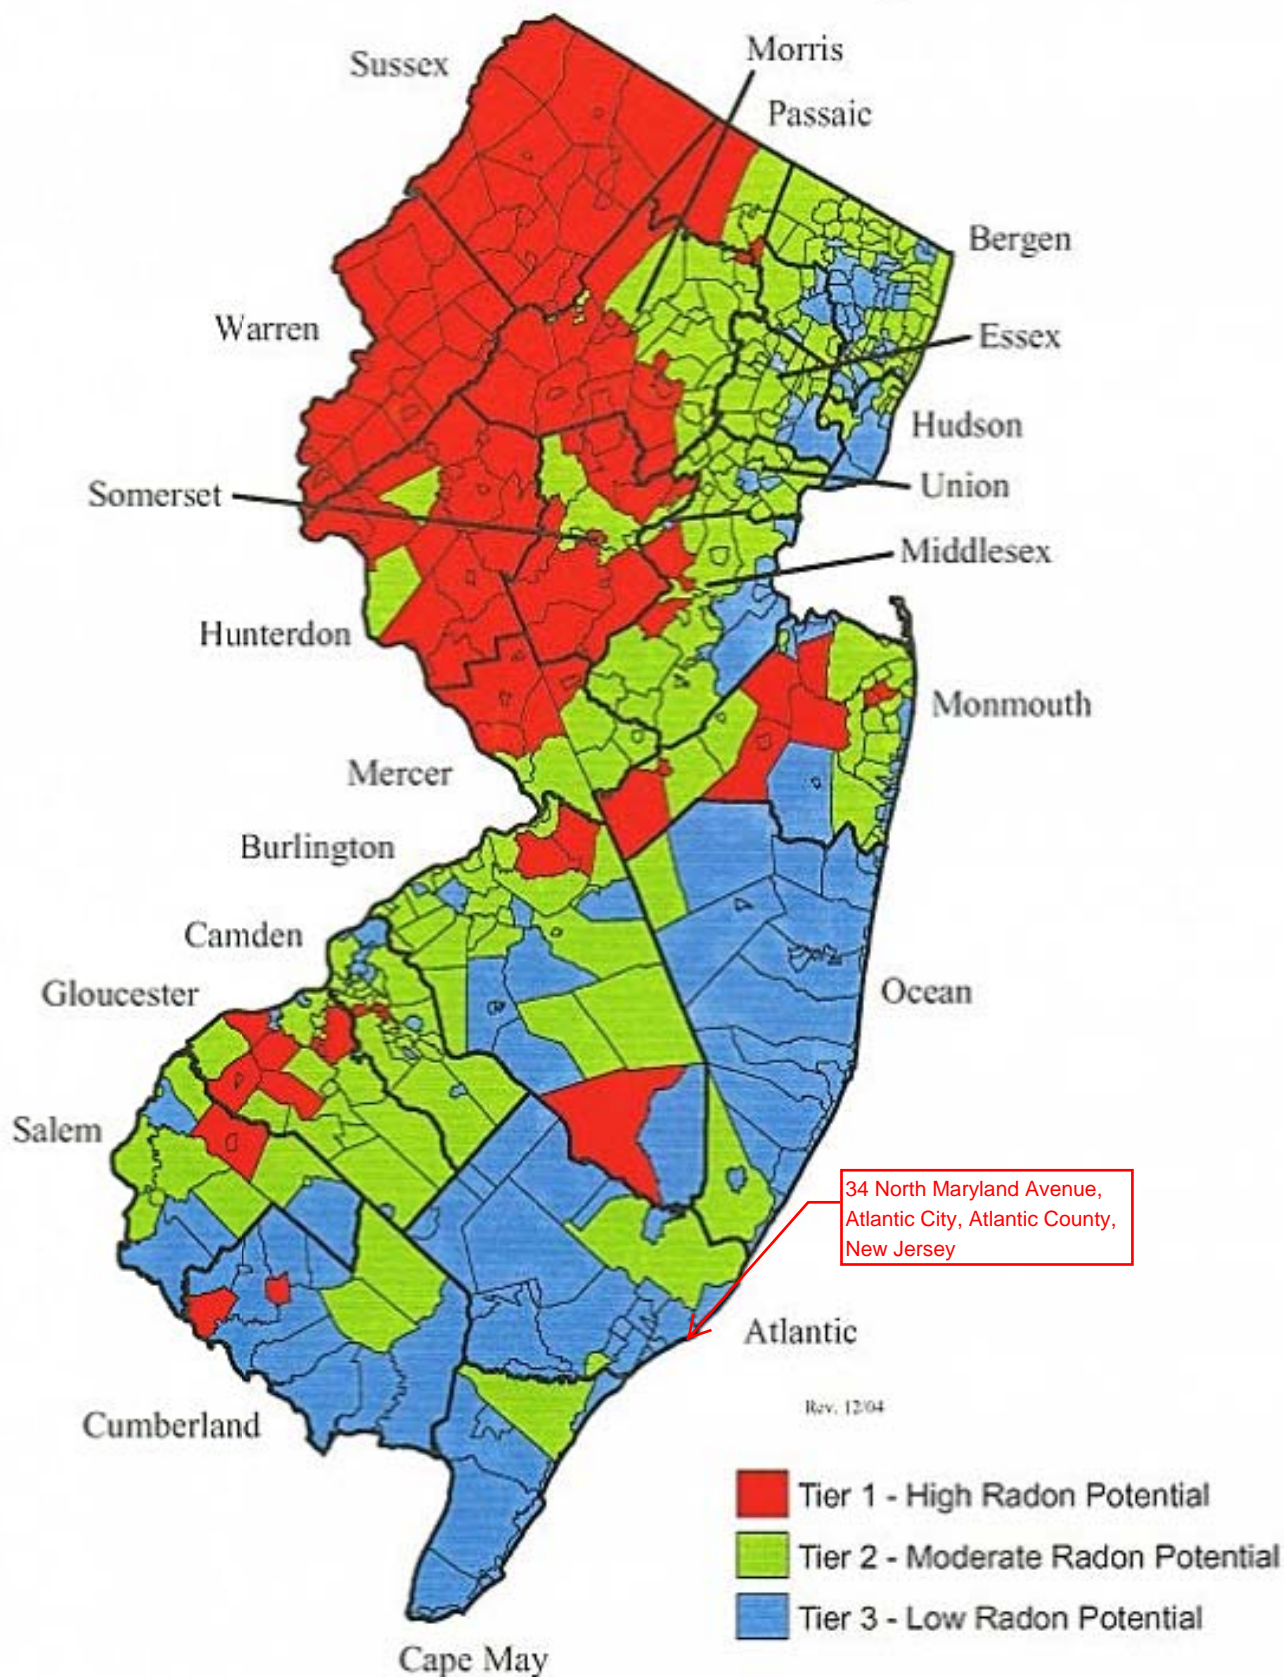 Morris
Sussex
Passaic
Bergen
Warren
Essex
Hudson
Somerset
Union
Middlesex
Hunterdon
Monmouth
Mercer
Burlington
Camden
Gloucester
Ocean
Salem
34 North Maryland Avenue,
Atlantic City, Atlantic County,
New Jersey
Atlantic
Rev. 12/04
Cumberland
Tier 1 - High Radon Potential
Tier 2 - Moderate Radon Potential
Tier 3 - Low Radon Potential
Cape May